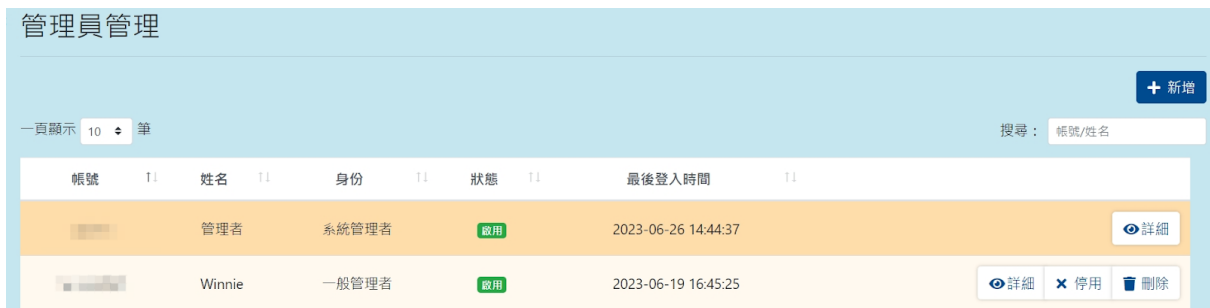 管理員管理
新增
一頁顯示 10 筆
搜尋： 帳號/姓名
帳號 姓名 身份 狀態 最後登入時間
管理者 系統管理者 啟用 2023-06-26 14:44:37 詳細
Winnie 一般管理者 啟用 2023-06-19 16:45:25 詳細 停用 刪除